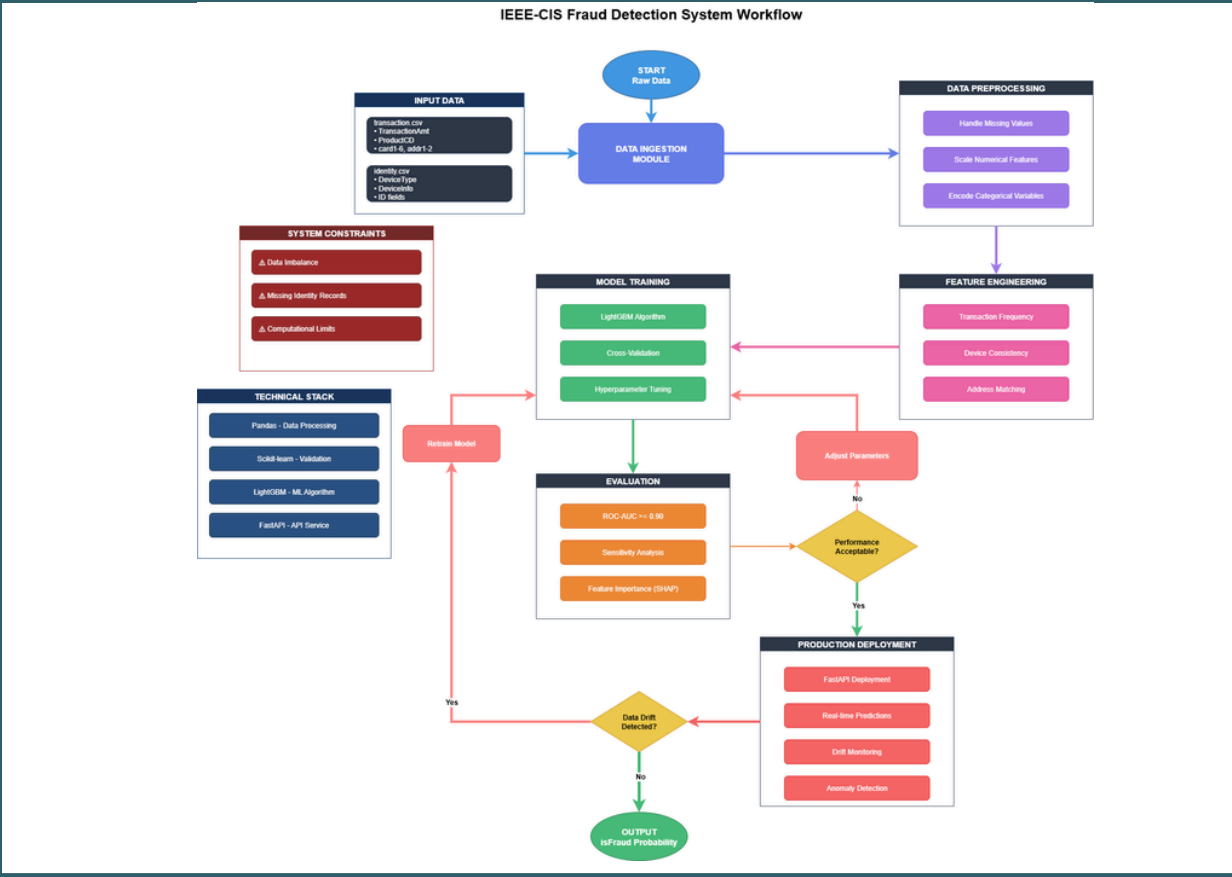 IEEE-CIS Fraud Detection System Workflow
START
Raw Data
INPUT DATA
transaction.csv
• TransactionAmt
• ProductCD
• card1-6, addr1-2
identity.csv
• DeviceType
• DeviceInfo
• ID fields
DATA INGESTION
MODULE
DATA PREPROCESSING
Handle Missing Values
Scale Numerical Features
Encode Categorical Variables
SYSTEM CONSTRAINTS
⚠ Data Imbalance
⚠ Missing Identity Records
⚠ Computational Limits
MODEL TRAINING
LightGBM Algorithm
Cross-Validation
Hyperparameter Tuning
FEATURE ENGINEERING
Transaction Frequency
Device Consistency
Address Matching
TECHNICAL STACK
Pandas - Data Processing
Scikit-learn - Validation
LightGBM - ML Algorithm
FastAPI - API Service
Retrain Model
Adjust Parameters
No
EVALUATION
ROC-AUC >= 0.90
Sensitivity Analysis
Feature Importance (SHAP)
Performance
Acceptable?
Yes
PRODUCTION DEPLOYMENT
FastAPI Deployment
Real-time Predictions
Drift Monitoring
Anomaly Detection
Data Drift
Detected?
Yes
No
OUTPUT
isFraud Probability